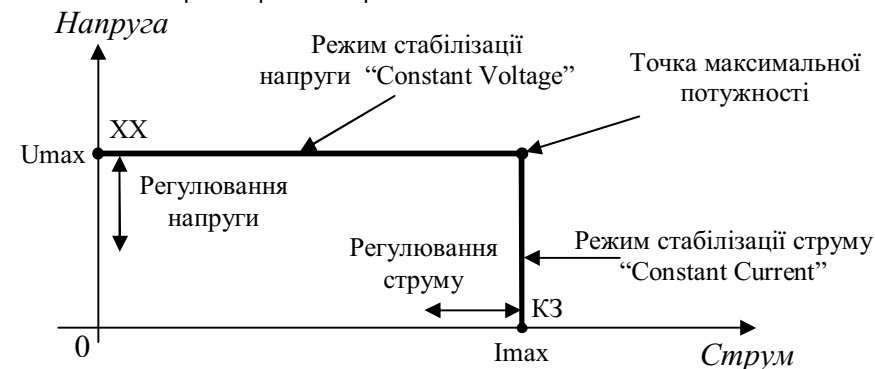 Напруга
Режим стабілізації
напруги “Constant Voltage”
Точка максимальної
потужності
ХХ
Umax
Регулювання
напруги
Регулювання
струму
Режим стабілізації струму
“Constant Current”
КЗ
0
Imax
Струм